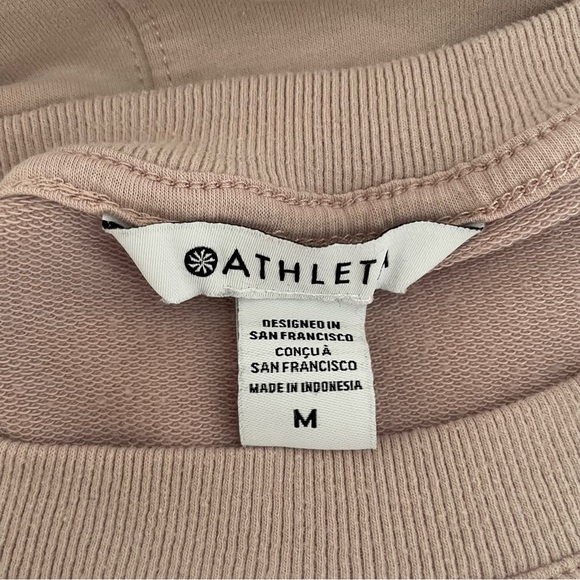 ATHLETA
DESIGNED IN
SAN FRANCISCO
CONÇU À
SAN FRANCISCO
MADE IN INDONESIA
M